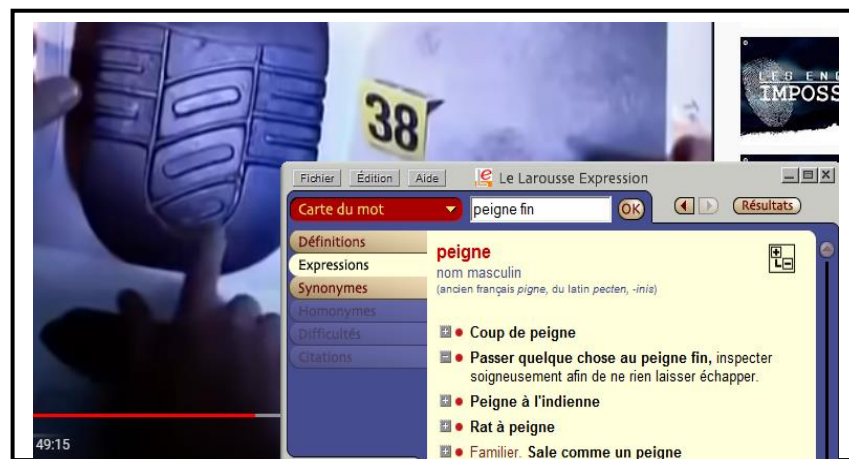 38
LES EN
IMPOSS
Fichier Édition Aide Le Larousse Expression
Carte du mot peigne fin OK Résultats
Définitions
Expressions
Synonymes
Homonymes
Difficultés
Citations
peigne
nom masculin
(ancien français pigne, du latin pecten, -inis)
Coup de peigne
Passer quelque chose au peigne fin, inspecter
soigneusement afin de ne rien laisser échapper.
Peigne à l'indienne
Rat à peigne
Familier. Sale comme un peigne
49:15